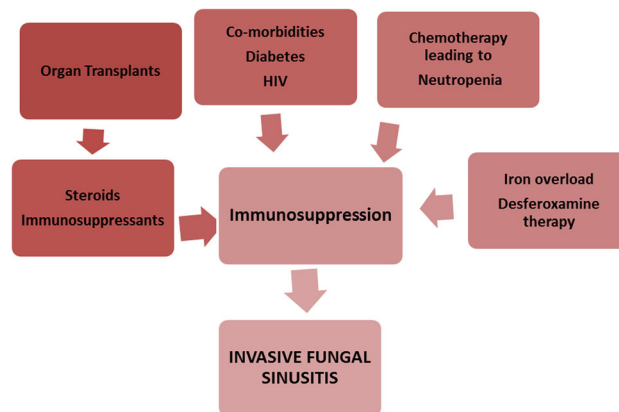 Organ Transplants
Co-morbidities
Diabetes
HIV
Chemotherapy
leading to
Neutropenia
Steroids
Immunosuppressants
Immunosuppression
Iron overload
Desferoxamine
therapy
INVASIVE FUNGAL
SINUSITIS